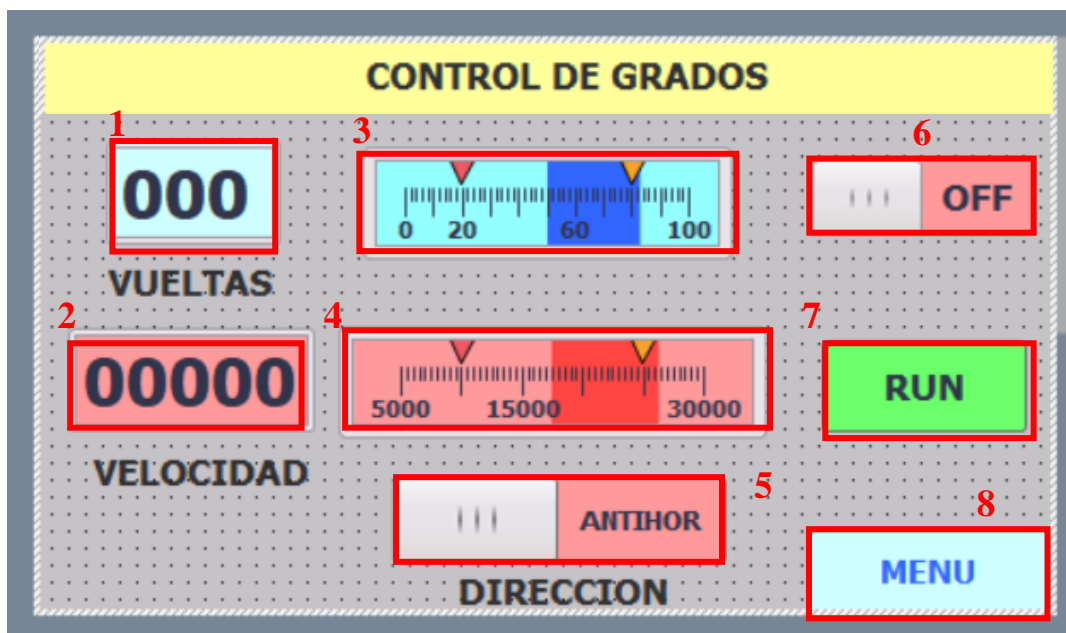 CONTROL DE GRADOS
1
3
6
000
0 20 60 100
OFF
VUELTAS
2
4
7
00000
5000 15000 30000
RUN
VELOCIDAD
5
ANTIHOR
8
MENU
DIRECCION